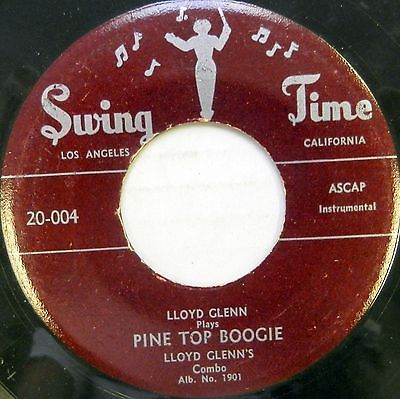 Swing Time
LOS ANGELES CALIFORNIA
20-004
ASCAP
Instrumental
LLOYD GLENN
Plays
PINE TOP BOOGIE
LLOYD GLENN'S
Combo
Alb. No. 1901